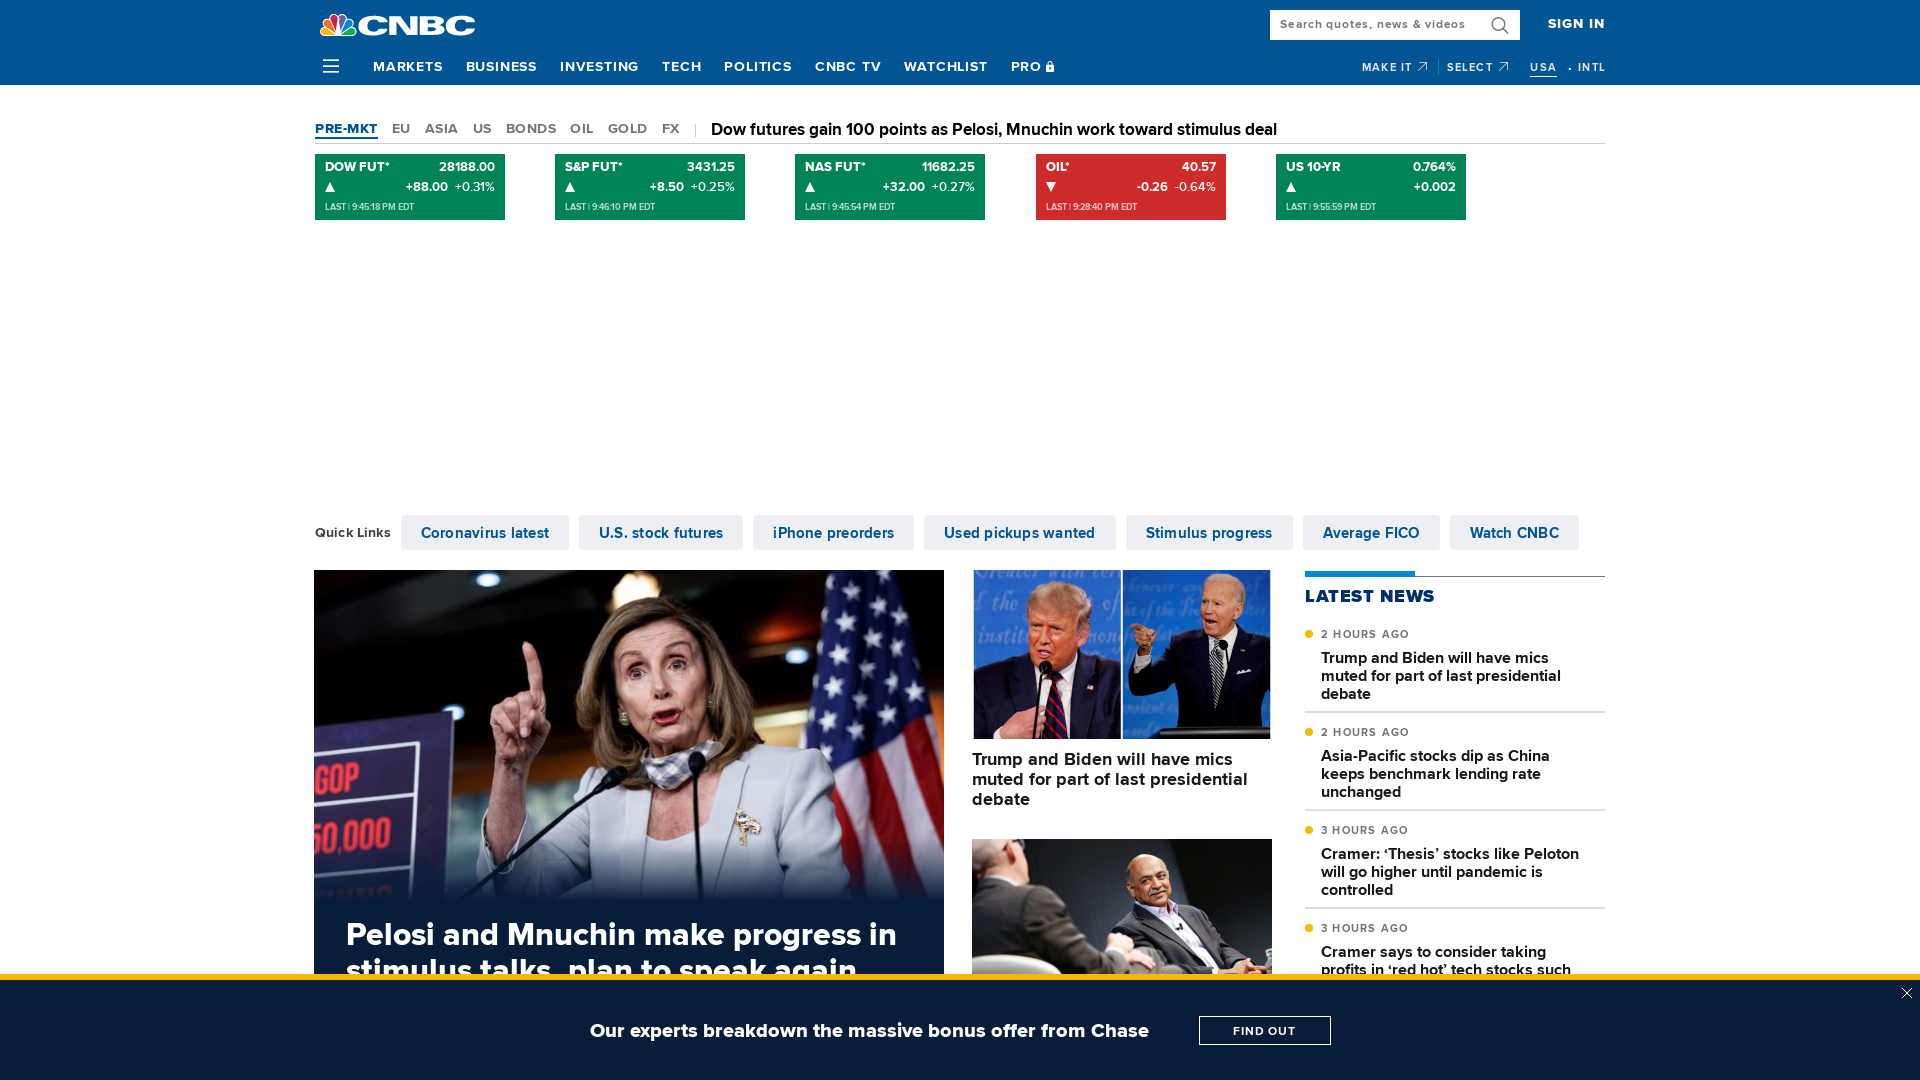 CNBC
Search quotes, news & videos
SIGN IN
MARKETS BUSINESS INVESTING TECH POLITICS CNBC TV WATCHLIST PRO
MAKE IT SELECT USA • INTL
PRE-MKT EU ASIA US BONDS OIL GOLD FX
Dow futures gain 100 points as Pelosi, Mnuchin work toward stimulus deal
DOW FUT* 28188.00
+88.00 +0.31%
LAST | 9:45:18 PM EDT
S&P FUT* 3431.25
+8.50 +0.25%
LAST | 9:46:10 PM EDT
NAS FUT* 11682.25
+32.00 +0.27%
LAST | 9:45:54 PM EDT
OIL* 40.57
-0.26 -0.64%
LAST | 9:28:40 PM EDT
US 10-YR 0.764%
+0.002
LAST | 9:55:59 PM EDT
Quick Links
Coronavirus latest
U.S. stock futures
iPhone preorders
Used pickups wanted
Stimulus progress
Average FICO
Watch CNBC
GOP
50,000
Pelosi and Mnuchin make progress in
stimulus talks, plan to speak again
Trump and Biden will have mics
muted for part of last presidential
debate
LATEST NEWS
2 HOURS AGO
Trump and Biden will have mics
muted for part of last presidential
debate
2 HOURS AGO
Asia-Pacific stocks dip as China
keeps benchmark lending rate
unchanged
3 HOURS AGO
Cramer: ‘Thesis’ stocks like Peloton
will go higher until pandemic is
controlled
3 HOURS AGO
Cramer says to consider taking
profits in ‘red hot’ tech stocks such
Our experts breakdown the massive bonus offer from Chase
FIND OUT